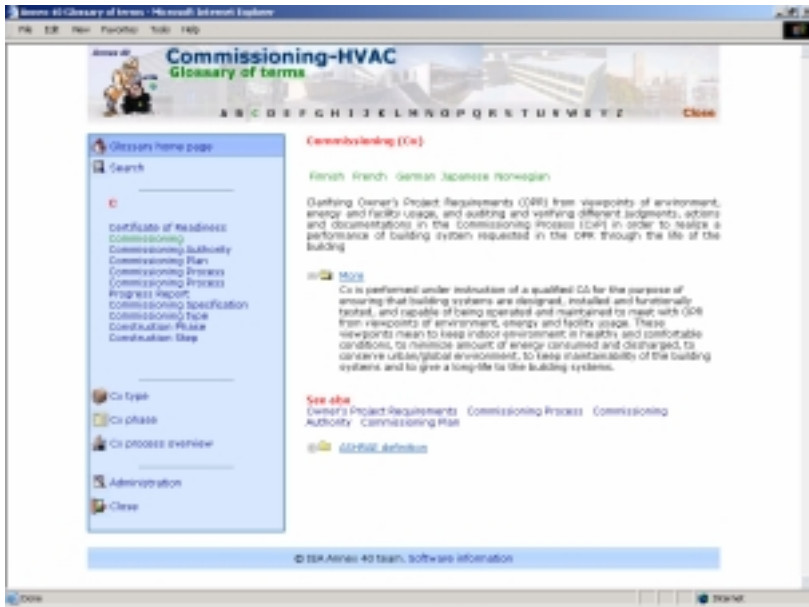 Annex 40 Glossary of terms - Microsoft Internet Explorer
File Edit View Favorites Tools Help
Annex 40
Commissioning-HVAC
Glossary of terms
A B C D E F G H I J K L M N O P Q R S T U V W X Y Z Close
Glossary home page
Search
C
Certificate of Readiness
Commissioning
Commissioning Authority
Commissioning Plan
Commissioning Process
Commissioning Process
Progress Report
Commissioning Specification
Commissioning Type
Construction Phase
Construction Step
Cx type
Cx phase
Cx process overview
Administration
Close
Commissioning (Cx)
Finnish French German Japanese Norwegian
Clarifying Owner's Project Requirements (OPR) from viewpoints of environment,
energy and facility usage, and auditing and verifying different judgments, actions
and documentations in the Commissioning Process (CxP) in order to realize a
performance of building system requested in the OPR through the life of the
building
More
Cx is performed under instruction of a qualified CA for the purpose of
ensuring that building systems are designed, installed and functionally
tested, and capable of being operated and maintained to meet with OPR
from viewpoints of environment, energy and facility usage. These
viewpoints mean to keep indoor environment in healthy and comfortable
conditions, to minimize amount of energy consumed and discharged, to
conserve urban/global environment, to keep maintainability of the building
systems and to give a long-life to the building systems.
See also
Owner's Project Requirements Commissioning Process Commissioning
Authority Commissioning Plan
ASHRAE definition
© IEA Annex 40 team. Software information
Done
Internet